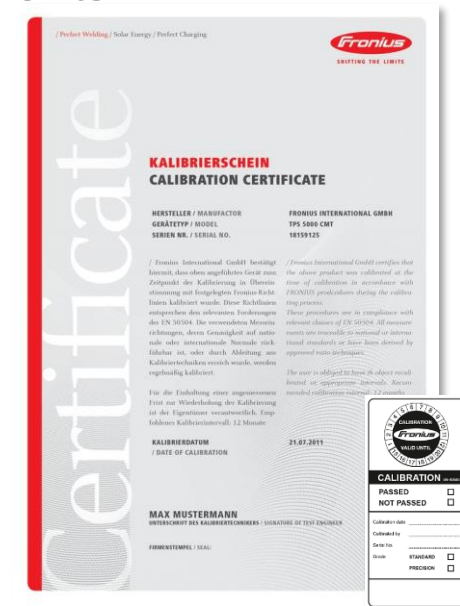 / Perfect Welding / Solar Energy / Perfect Charging
Fronius
SHIFTING THE LIMITS
Certificate
KALIBRIERSCHEIN
CALIBRATION CERTIFICATE
HERSTELLER / MANUFACTOR FRONIUS INTERNATIONAL GMBH
GERÄTETYP / MODEL TPS 5000 CMT
SERIEN NR. / SERIAL NO. 18159125
/ Fronius International GmbH bestätigt
hiermit, dass oben angeführtes Gerät zum
Zeitpunkt der Kalibrierung in Überein-
stimmung mit festgelegten Fronius-Richt-
linien kalibriert wurde. Diese Richtlinien
entsprechen den relevanten Forderungen
der EN 50504. Die verwendeten Messein-
richtungen, deren Genauigkeit auf natio-
nale oder internationale Normale rück-
führbar ist, oder durch Ableitung aus
Kalibriertechniken erreicht wurde, werden
regelmäßig kalibriert.
Für die Einhaltung einer angemessenen
Frist zur Wiederholung der Kalibrierung
ist der Eigentümer verantwortlich. Emp-
fohlenes Kalibrierintervall: 12 Monate
/ Fronius International GmbH certifies that
the above product was calibrated at the
time of calibration in accordance with
FRONIUS procedures during the calibra-
ting process.
These procedures are in compliance with
relevant clauses of EN 50504. All measure-
ments are traceable to national or interna-
tional standards or have been derived by
approved ratio techniques.
The user is obliged to have th object recali-
brated at appropriate intervals. Recom-
mended calibration interval: 12 months
KALIBRIERDATUM 21.07.2011
/ DATE OF CALIBRATION
MAX MUSTERMANN
UNTERSCHRIFT DES KALIBRIERTECHNIKERS / SIGNATURE OF TEST ENGINEER
FIRMENSTEMPEL / SEAL:
CALIBRATION
Fronius
VALID UNTIL
CALIBRATION
PASSED
NOT PASSED
Calibration date
Calibrated by
Serial No.
Grade STANDARD
PRECISION